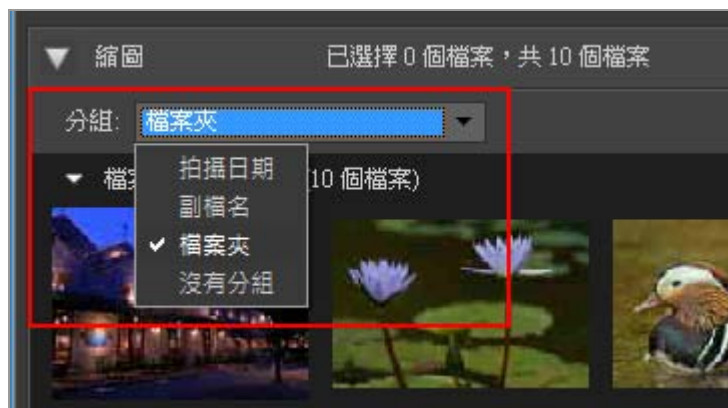 縮圖
已選擇 0 個檔案，共 10 個檔案
分組:
檔案夾
拍攝日期
副檔名
檔案夾
沒有分組
10 個檔案)